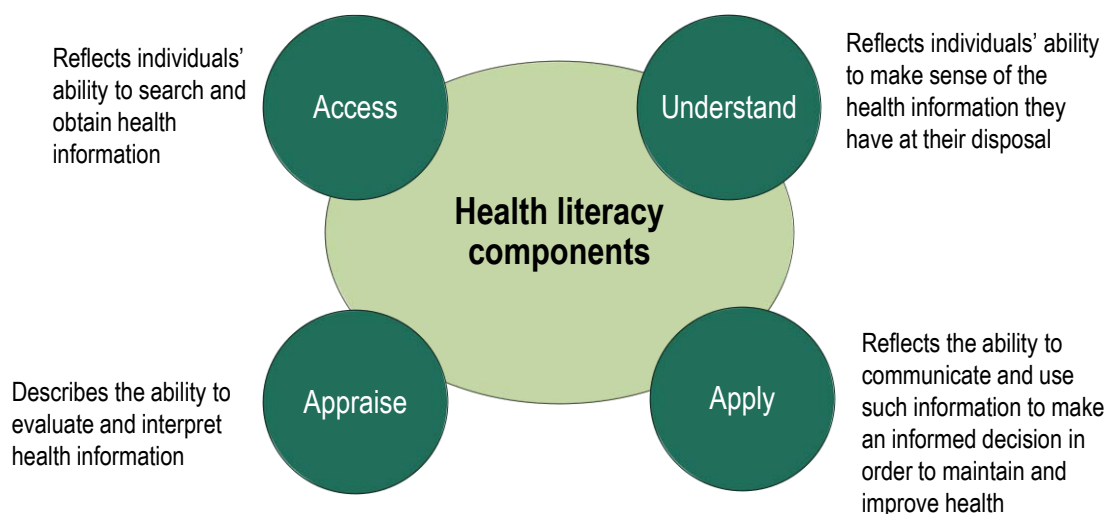 Reflects individuals’
ability to search and
obtain health
information
Access
Understand
Reflects individuals’ ability
to make sense of the
health information they
have at their disposal
Health literacy
components
Describes the ability to
evaluate and interpret
health information
Appraise
Apply
Reflects the ability to
communicate and use
such information to make
an informed decision in
order to maintain and
improve health